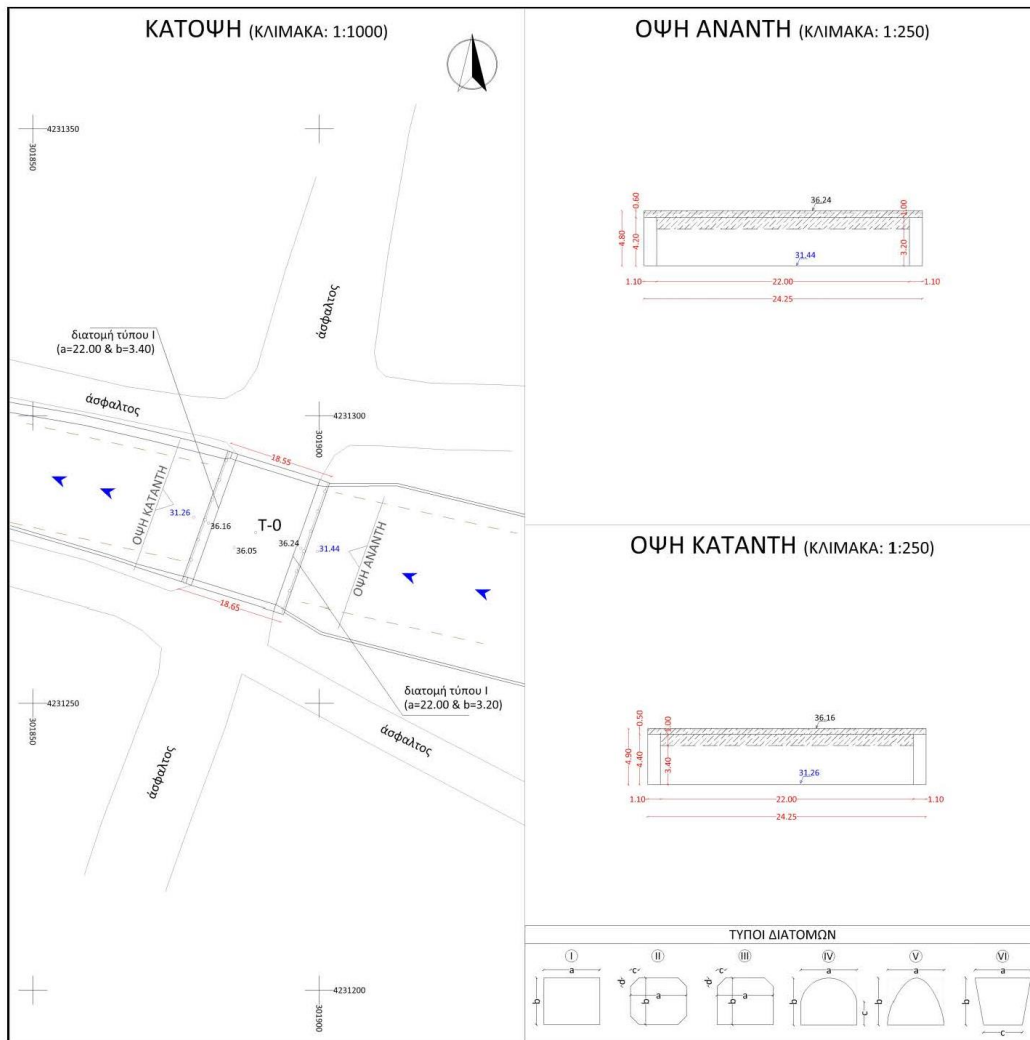 ΚΑΤΟΨΗ (ΚΛΙΜΑΚΑ: 1:1000)
4231350
301850
άσφαλτος
διατομή τύπου Ι
(a=22.00 & b=3.40)
άσφαλτος
4231300
301900
18.55
ΟΨΗ ΚΑΤΑΝΤΗ
31.26
36.16
T-0
36.05
36.24
31.44
ΟΨΗ ΑΝΑΝΤΗ
18.65
διατομή τύπου Ι
(a=22.00 & b=3.20)
4231250
301850
άσφαλτος
άσφαλτος
4231200
301900
ΟΨΗ ΑΝΑΝΤΗ (ΚΛΙΜΑΚΑ: 1:250)
36.24
0.60
1.00
4.80
4.20
3.20
31.44
1.10
22.00
1.10
24.25
ΟΨΗ ΚΑΤΑΝΤΗ (ΚΛΙΜΑΚΑ: 1:250)
36.16
0.50
1.00
4.90
4.40
3.40
31.26
1.10
22.00
1.10
24.25
ΤΥΠΟΙ ΔΙΑΤΟΜΩΝ
I
II
III
IV
V
VI
a
b
c
d
a
b
c
d
a
b
a
b
c
a
b
a
b
c